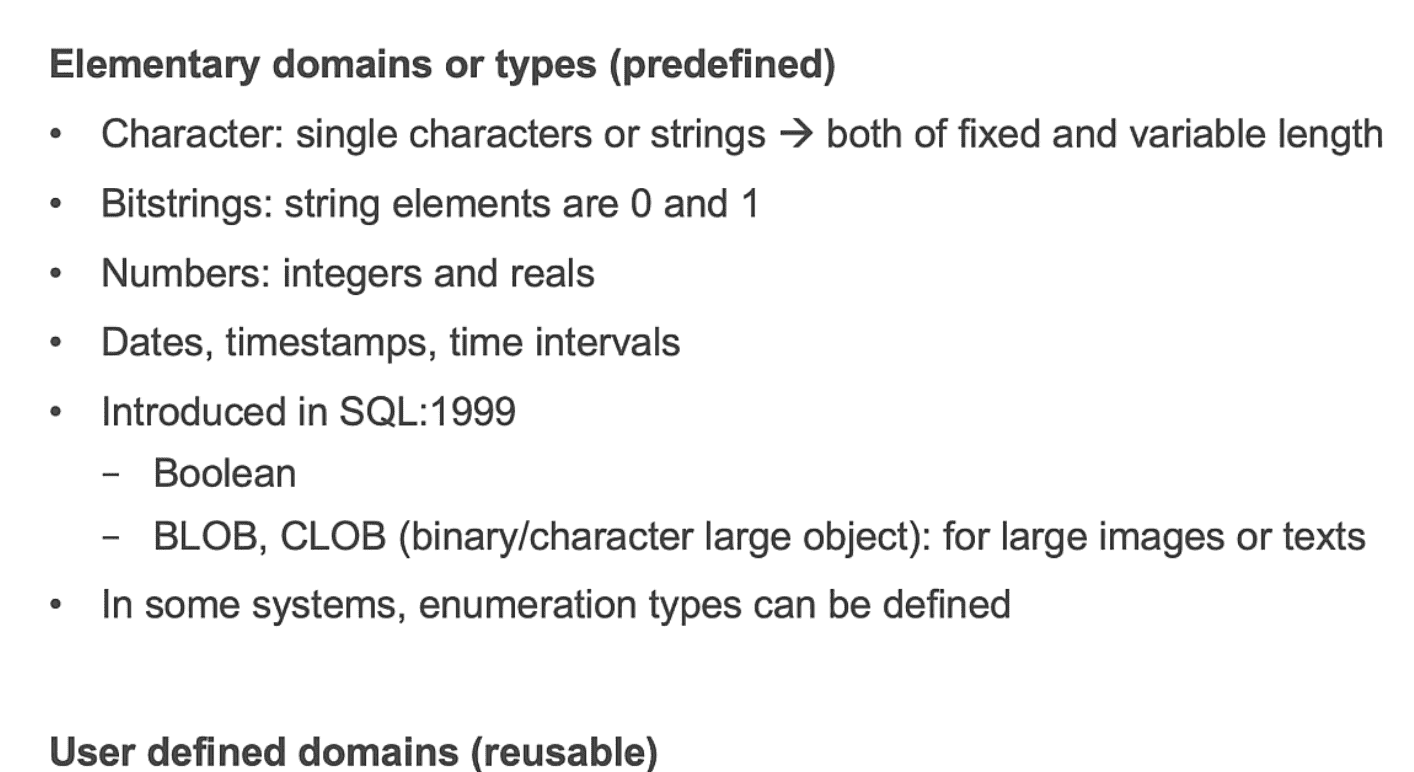 Elementary domains or types (predefined)
• Character: single characters or strings → both of fixed and variable length
• Bitstrings: string elements are 0 and 1
• Numbers: integers and reals
• Dates, timestamps, time intervals
• Introduced in SQL:1999
– Boolean
– BLOB, CLOB (binary/character large object): for large images or texts
• In some systems, enumeration types can be defined
User defined domains (reusable)